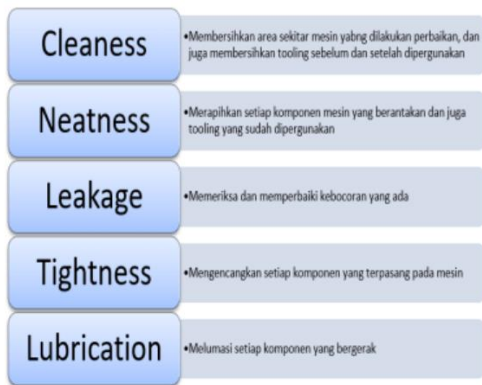 Cleaness
•Membersihkan area sekitar mesin yabng dilakukan perbaikan, dan
juga membersihkan tooling sebelum dan setelah dipergunakan
Neatness
•Merapihkan setiap komponen mesin yang berantakan dan juga
tooling yang sudah dipergunakan
Leakage
•Memeriksa dan memperbaiki kebocoran yang ada
Tightness
•Mengencangkan setiap komponen yang terpasang pada mesin
Lubrication
•Melumasi setiap komponen yang bergerak